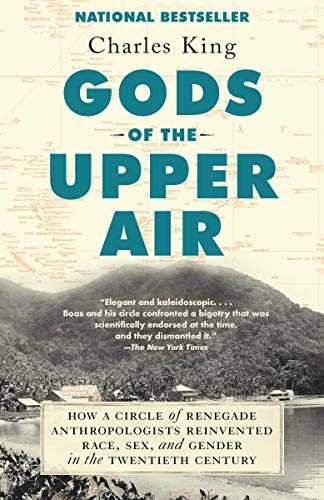 NATIONAL BESTSELLER
Charles King
GODS
OF THE
UPPER
AIR
“Elegant and kaleidoscopic. . . .
Boas and his circle confronted a bigotry that was
scientifically endorsed at the time,
and they dismantled it.”
—The New York Times
HOW A CIRCLE of RENEGADE
ANTHROPOLOGISTS REINVENTED
RACE, SEX, and GENDER
in the TWENTIETH CENTURY